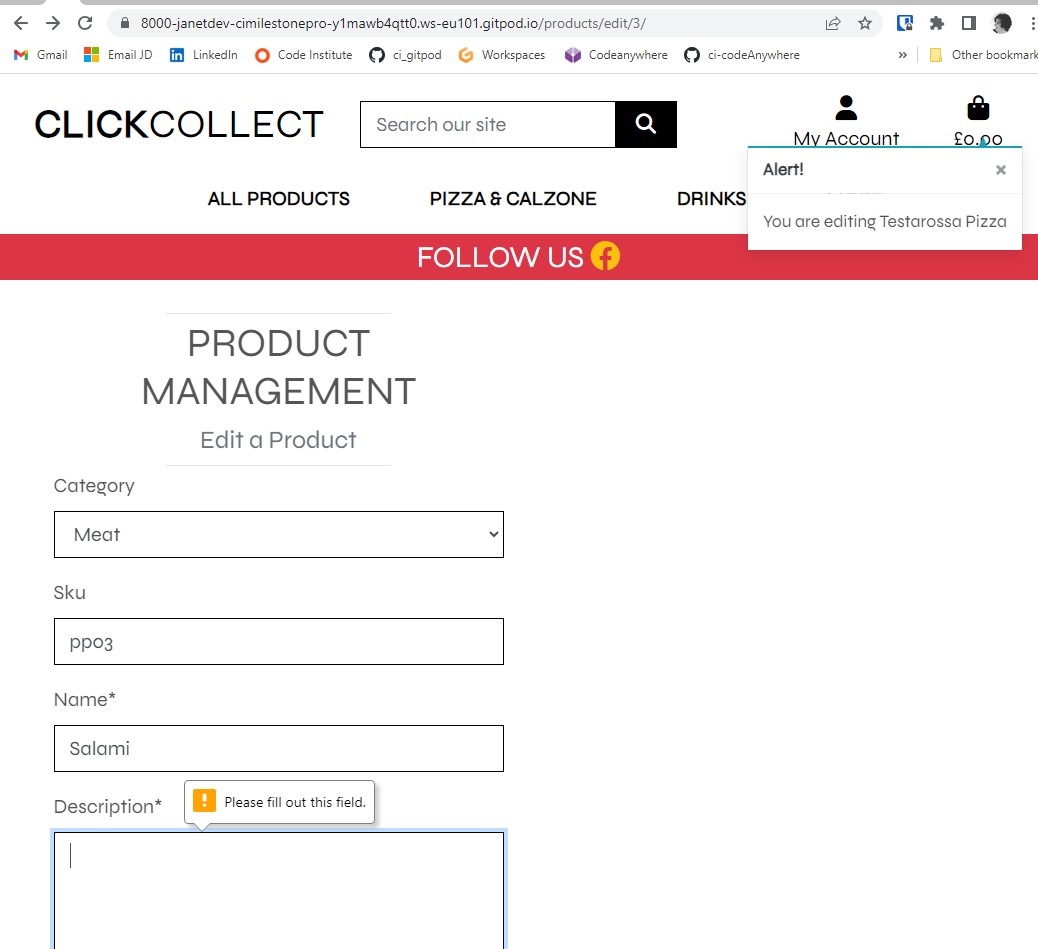 8000-janetdev-cimilestonepro-y1mawb4qtt0.ws-eu101.gitpod.io/products/edit/3/
Gmail Email JD LinkedIn Code Institute ci_gitpod Workspaces Codeanywhere ci-codeAnywhere » Other bookmark
CLICKCOLLECT
Search our site
My Account
£0.00
ALL PRODUCTS PIZZA & CALZONE DRINKS
Alert! ×
You are editing Testarossa Pizza
FOLLOW US
PRODUCT
MANAGEMENT
Edit a Product
Category
Meat
Sku
pp03
Name*
Salami
Description*
Please fill out this field.